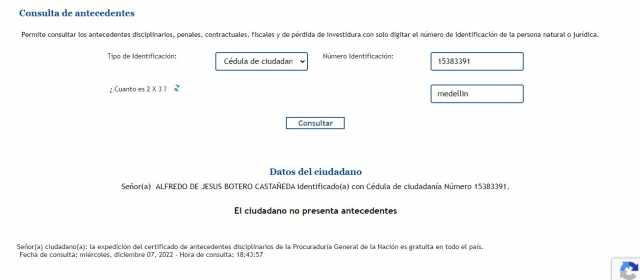 Consulta de antecedentes
Permite consultar los antecedentes disciplinarios, penales, contractuales, fiscales y de pérdida de investidura con solo digitar el número de identificación de la persona natural o jurídica.
Tipo de Identificación: Cédula de ciudadan Número Identificación: 15383391
¿ Cuanto es 2 X 3 ? medellin
Consultar
Datos del ciudadano
Señor(a) ALFREDO DE JESUS BOTERO CASTAÑEDA identificado(a) con Cédula de ciudadanía Número 15383391.
El ciudadano no presenta antecedentes
Señor(a) ciudadano(a): la expedición del certificado de antecedentes disciplinarios de la Procuraduría General de la Nación es gratuita en todo el país.
Fecha de consulta: miércoles, diciembre 07, 2022 - Hora de consulta: 18:43:57